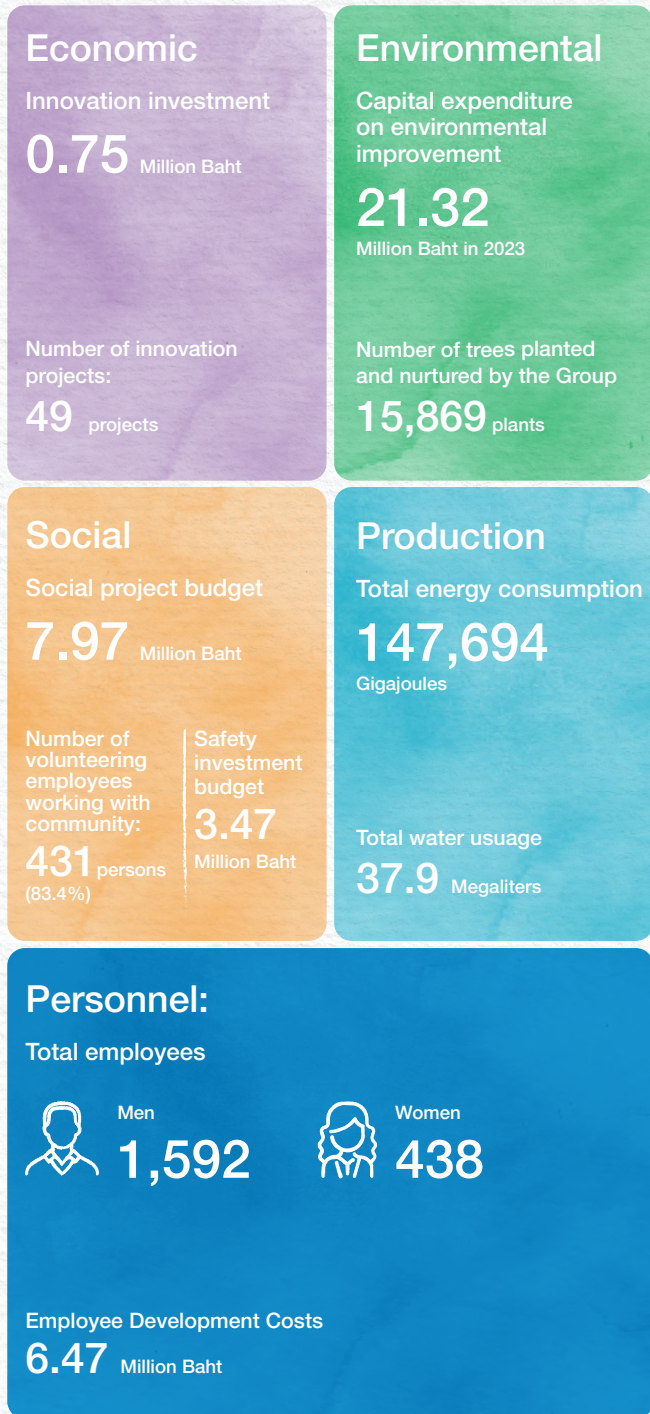 Economic
Innovation investment
0.75 Million Baht
Number of innovation
projects:
49 projects
Environmental
Capital expenditure
on environmental
improvement
21.32
Million Baht in 2023
Number of trees planted
and nurtured by the Group
15,869 plants
Social
Social project budget
7.97 Million Baht
Number of
volunteering
employees
working with
community:
431 persons
(83.4%)
Safety
investment
budget
3.47
Million Baht
Production
Total energy consumption
147,694
Gigajoules
Total water usuage
37.9 Megaliters
Personnel:
Total employees
Men
1,592
Women
438
Employee Development Costs
6.47 Million Baht